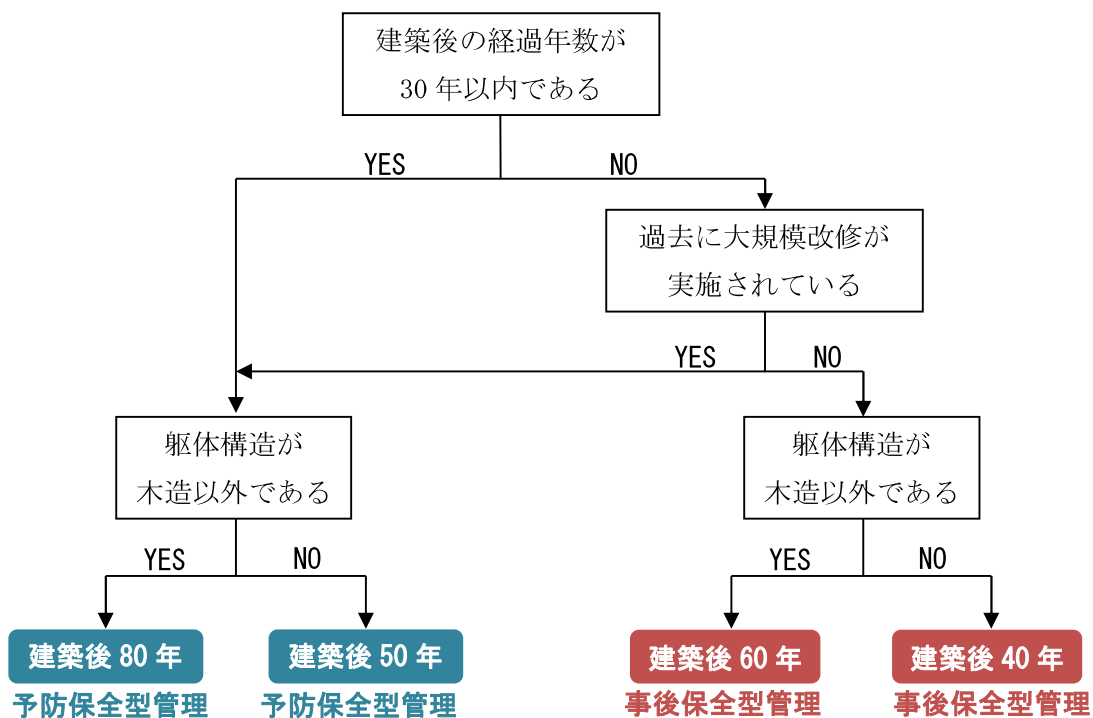 建築後の経過年数が
30年以内である
YES
NO
過去に大規模改修が
実施されている
YES
NO
躯体構造が
木造以外である
躯体構造が
木造以外である
YES
NO
YES
NO
建築後80年
建築後50年
建築後60年
建築後40年
予防保全型管理
予防保全型管理
事後保全型管理
事後保全型管理